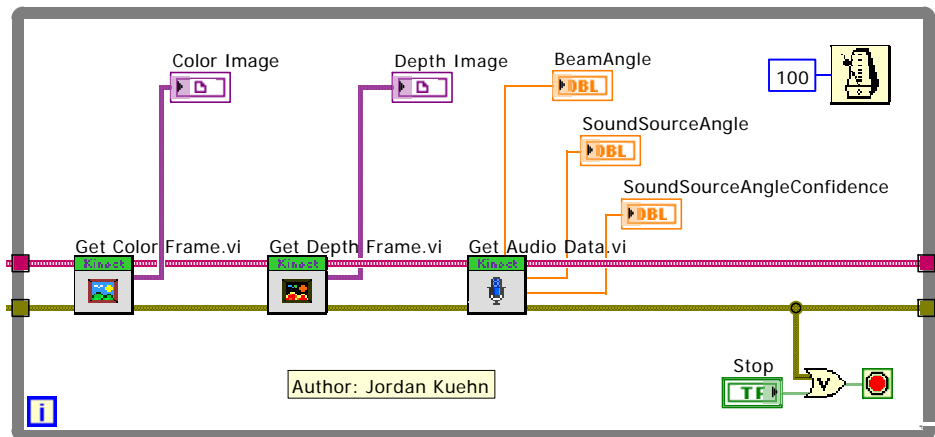 Color Image
Depth Image
BeamAngle
DBL
100
SoundSourceAngle
DBL
SoundSourceAngleConfidence
DBL
Get Color Frame.vi
Get Depth Frame.vi
Get Audio Data.vi
Kinect
Kinect
Kinect
Stop
TF
V
Author: Jordan Kuehn
i